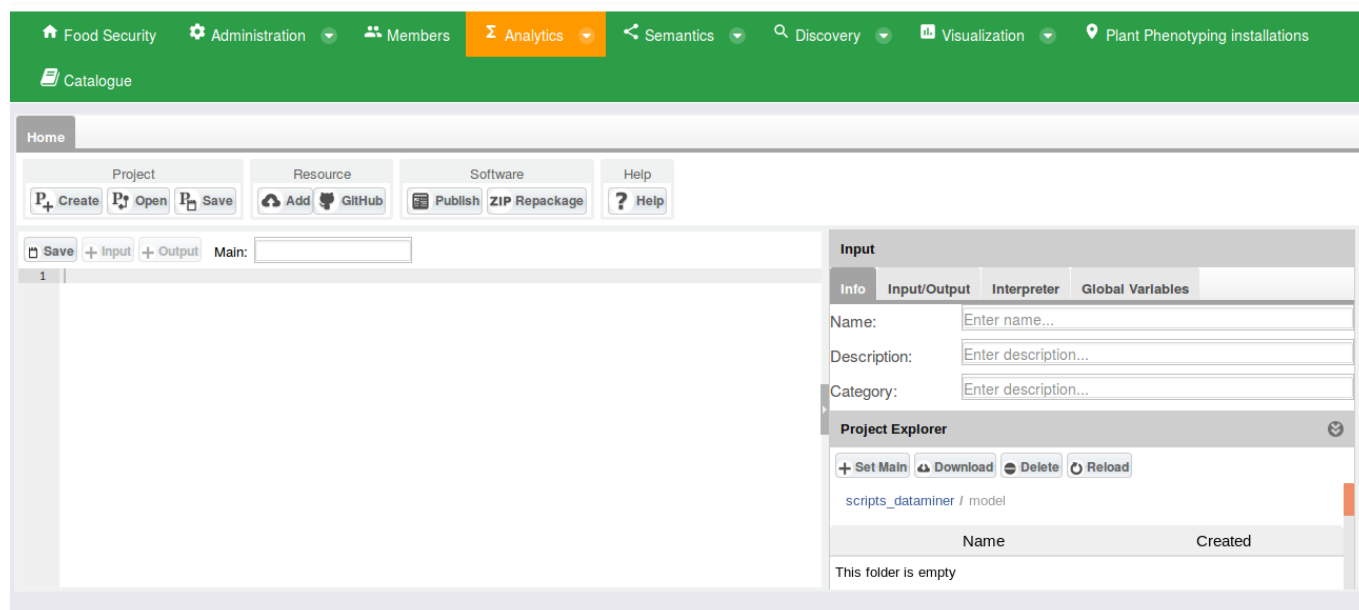 Food Security Administration Members Σ Analytics Semantics Discovery Visualization Plant Phenotyping installations
Catalogue
Home
Project Resource Software Help
P+ Create P Open P Save Add GitHub Publish ZIP Repackage ? Help
Save + Input + Output Main:
1
Input
Info Input/Output Interpreter Global Variables
Name: Enter name...
Description: Enter description...
Category: Enter description...
Project Explorer
+ Set Main Download Delete Reload
scripts_dataminer / model
Name Created
This folder is empty